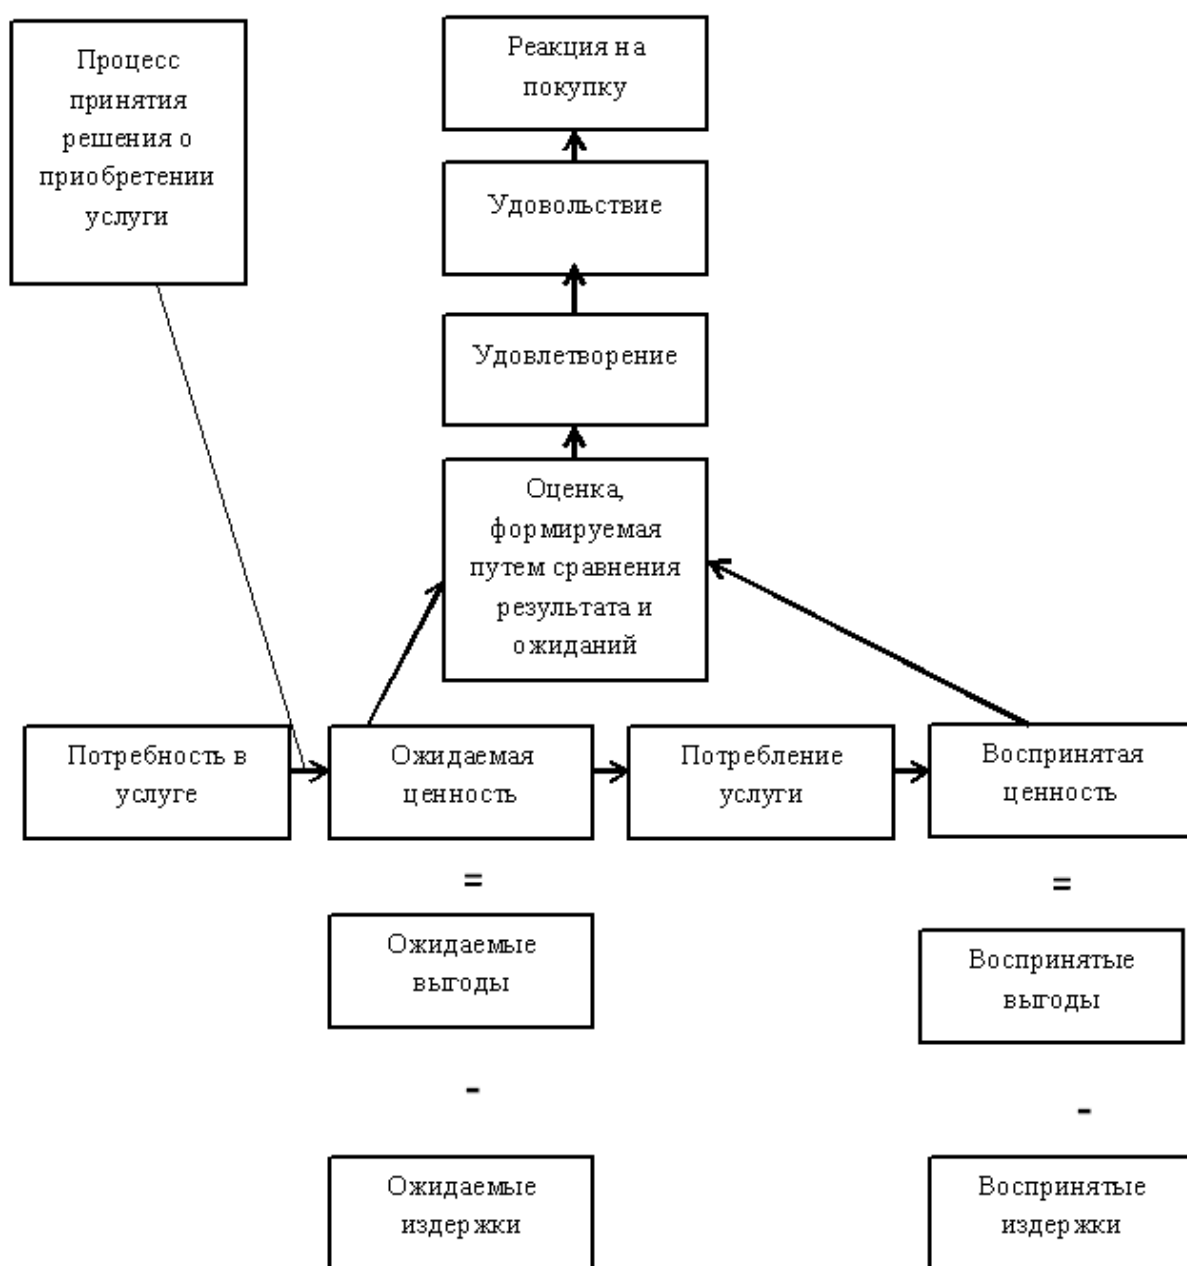 Процесс
принятия
решения о
приобретении
услуги
Реакция на
покупку
Удовольствие
Удовлетворение
Оценка,
формируемая
путем сравнения
результата и
ожиданий
Потребность в
услуге
Ожидаемая
ценность
Потребление
услуги
Воспринятая
ценность
=
=
Ожидаемые
выгоды
Воспринятые
выгоды
-
-
Ожидаемые
издержки
Воспринятые
издержки